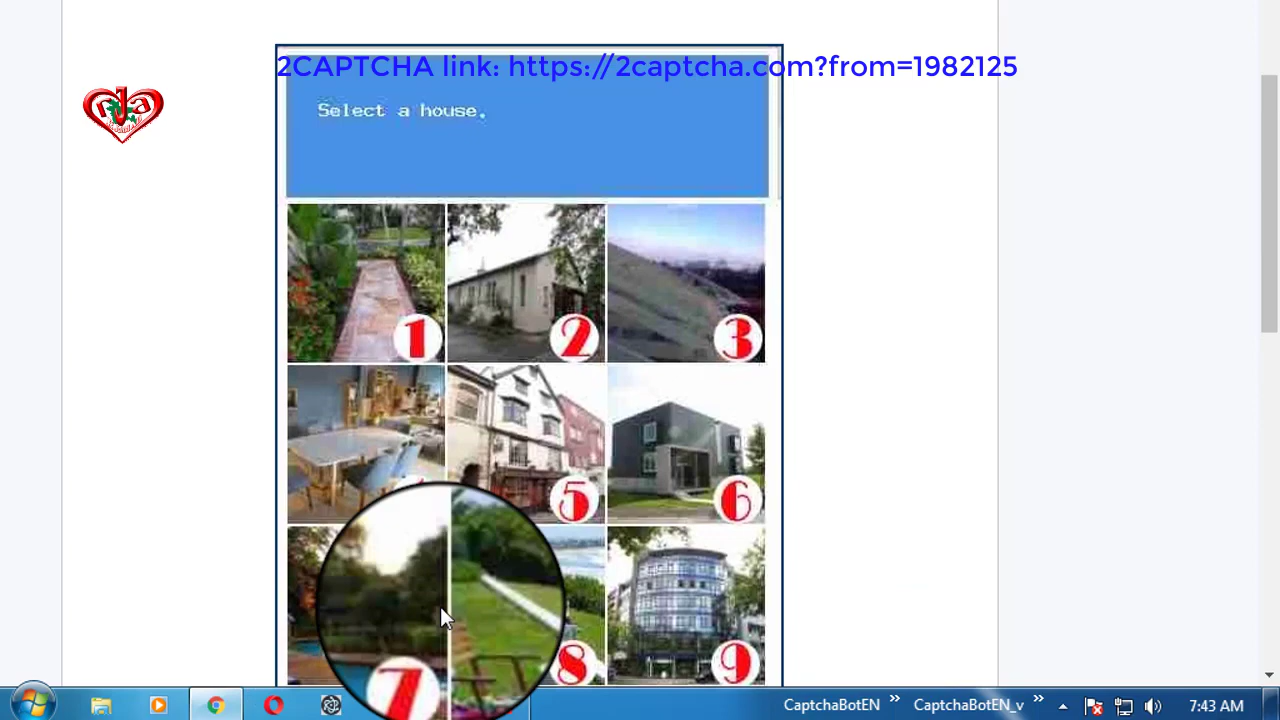 2CAPTCHA link: https://2captcha.com?from=1982125
Select a house.
1
2
3
5
6
7
8
9
CaptchaBotEN
CaptchaBotEN_v
7:43 AM